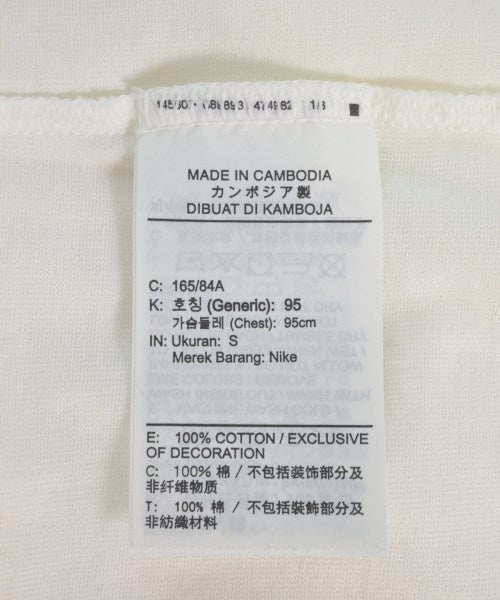 1/8
MADE IN CAMBODIA
カンボジア製
DIBUAT DI KAMBOJA
C: 165/84A
K: 호칭 (Generic): 95
가슴둘레 (Chest): 95cm
IN: Ukuran: S
Merek Barang: Nike
E: 100% COTTON / EXCLUSIVE
OF DECORATION
C: 100% 棉 / 不包括装饰部分及
非纤维物质
T: 100% 棉 / 不包括裝飾部分及
非紡織材料